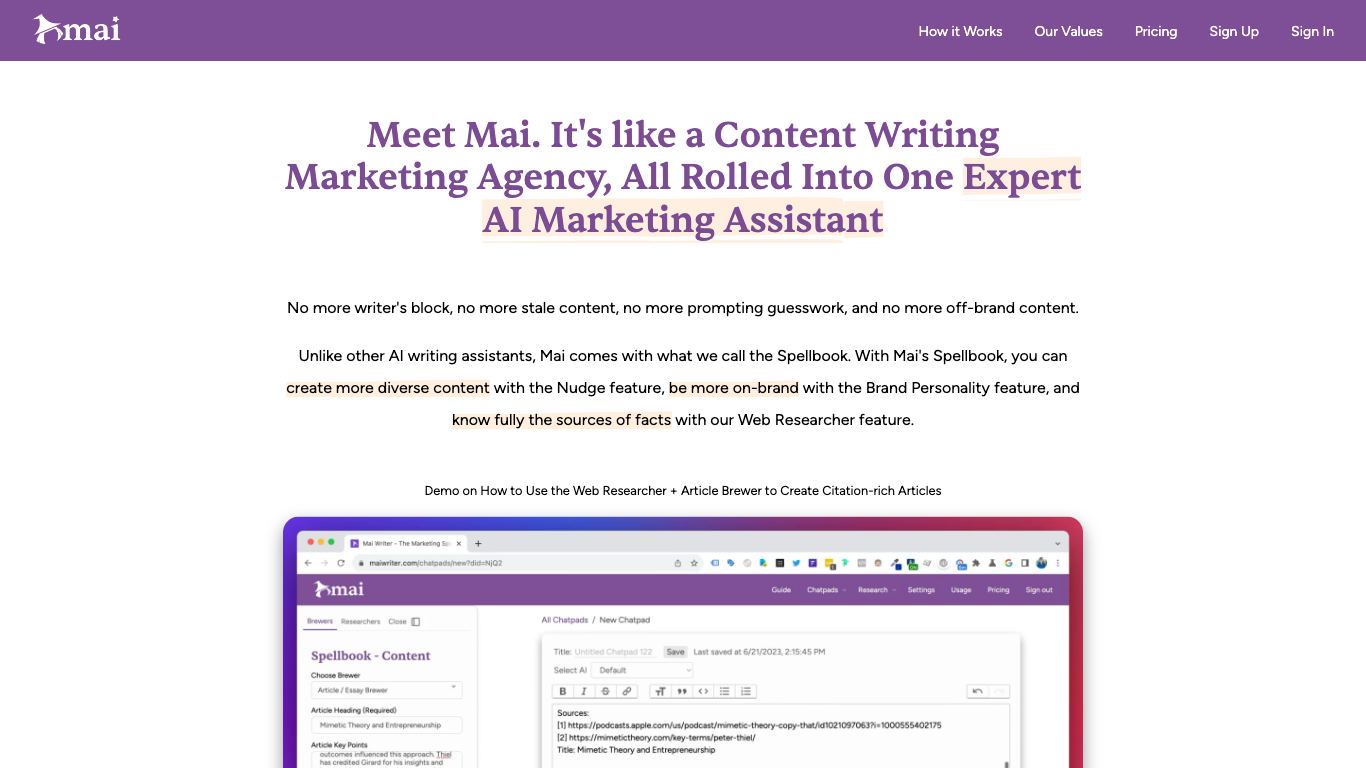 mai
How it Works
Our Values
Pricing
Sign Up
Sign In
Meet Mai. It's like a Content Writing
Marketing Agency, All Rolled Into One Expert
AI Marketing Assistant
No more writer's block, no more stale content, no more prompting guesswork, and no more off-brand content.
Unlike other AI writing assistants, Mai comes with what we call the Spellbook. With Mai's Spellbook, you can
create more diverse content with the Nudge feature, be more on-brand with the Brand Personality feature, and
know fully the sources of facts with our Web Researcher feature.
Demo on How to Use the Web Researcher + Article Brewer to Create Citation-rich Articles
Mai Writer - The Marketing
maiwriter.com/chatpads/new?did=NjQ2
mai
Guide
Chatpads
Research
Settings
Usage
Pricing
Sign out
Brewers
Researchers
Close
All Chatpads / New Chatpad
Spellbook - Content
Title: Untitled Chatpad 122
Save
Last saved at 6/21/2023, 2:15:45 PM
Select AI
Default
Choose Brewer
Article / Essay Brewer
B I S
Article Heading (Required)
Mimetic Theory and Entrepreneurship
Article Key Points
outcomes influenced this approach. Thiel
has credited Girard for his insights and
Sources:
[1] https://podcasts.apple.com/us/podcast/mimetic-theory-copy-that/id1021097063?i=1000555402175
[2] https://mimetictheory.com/key-terms/peter-thiel/
Title: Mimetic Theory and Entrepreneurship